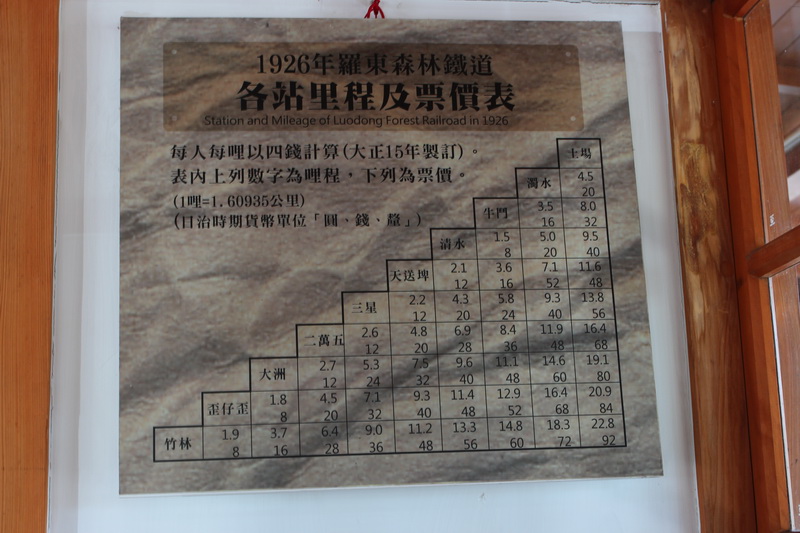 1926年羅東森林鐵道
各站里程及票價表
Station and Mileage of Luodong Forest Railroad in 1926
每人每哩以四錢計算(大正15年製訂)。
表內上列數字為哩程，下列為票價。
(1哩=1.60935公里)
(日治時期貨幣單位「圓、錢、釐」)
土場
濁水 4.5
20
牛鬥 3.5 8.0
16 32
清水 1.5 5.0 9.5
8 20 40
天送埤 2.1 3.6 7.1 11.6
12 16 52 48
三星 2.2 4.3 5.8 9.3 13.8
12 20 24 40 56
二萬五 2.6 4.8 6.9 8.4 11.9 16.4
12 20 28 36 48 68
大洲 2.7 5.3 7.5 9.6 11.1 14.6 19.1
12 24 32 40 48 60 80
歪仔歪 1.8 4.5 7.1 9.3 11.4 12.9 16.4 20.9
8 20 32 40 48 52 68 84
竹林 1.9 3.7 6.4 9.0 11.2 13.3 14.8 18.3 22.8
8 16 28 36 48 56 60 72 92